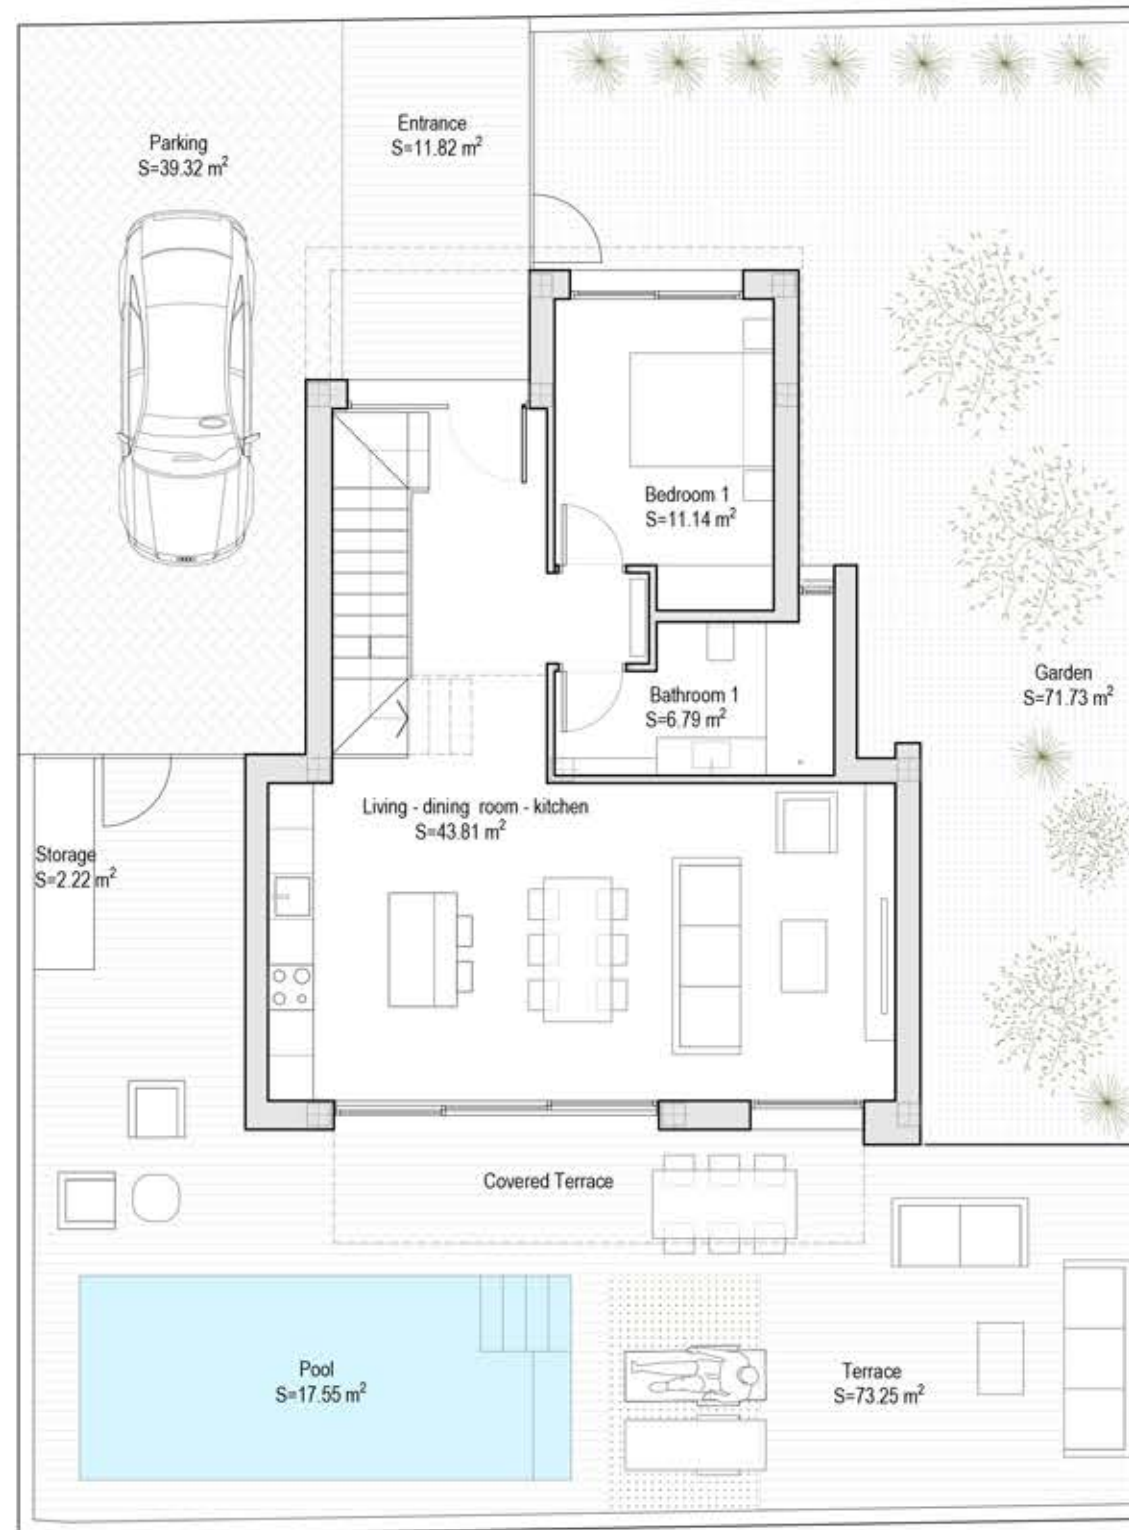 Entrance
S=11.82 m²
Parking
S=39.32 m²
Bedroom 1
S=11.14 m²
Garden
S=71.73 m²
Bathroom 1
S=6.79 m²
Living - dining room - kitchen
S=43.81 m²
Storage
S=2.22 m²
Covered Terrace
Pool
S=17.55 m²
Terrace
S=73.25 m²